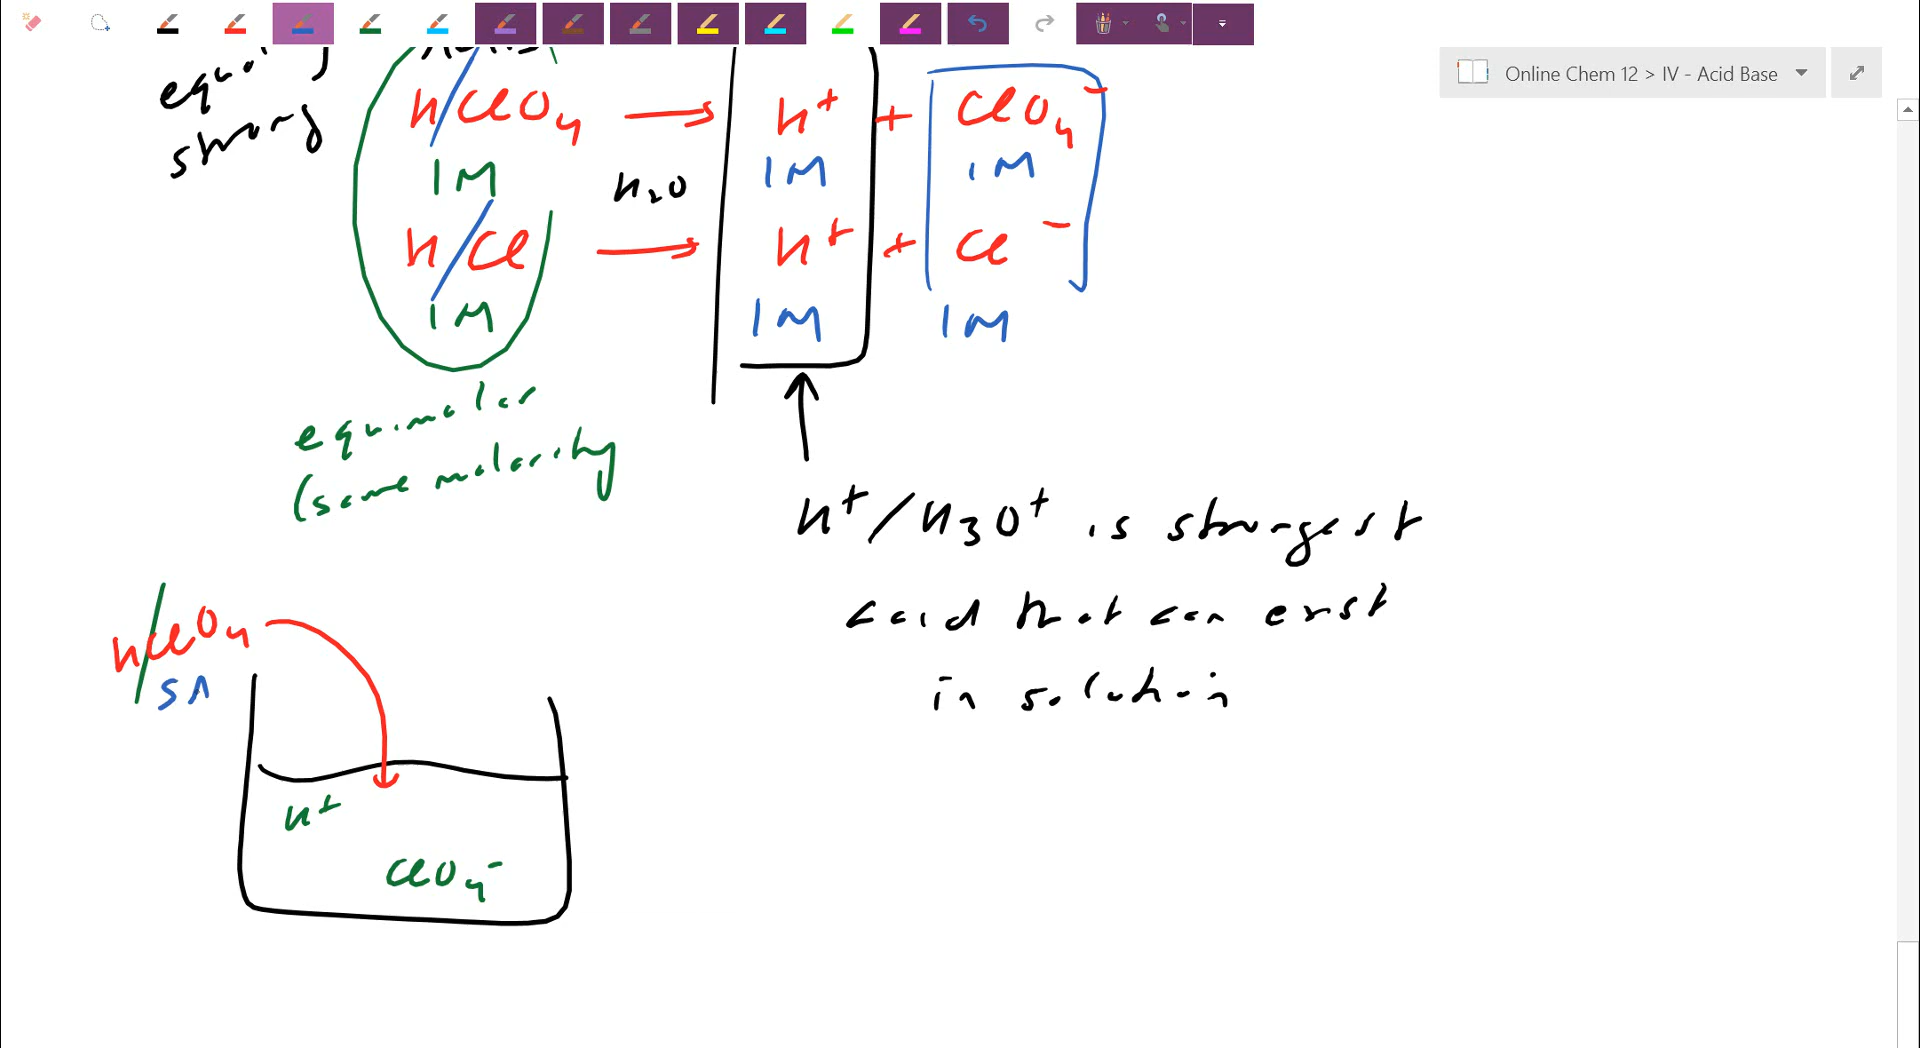 Online Chem 12 > IV - Acid Base
strong
HClO₄ → H⁺ + ClO₄⁻
1M H₂O 1M 1M
HCl → H⁺ + Cl⁻
1M 1M 1M
equimolar
(same molarity
H⁺/H₃O⁺ is strongest
acid that can exist
in solution
HClO₄
SA
H⁺
ClO₄⁻